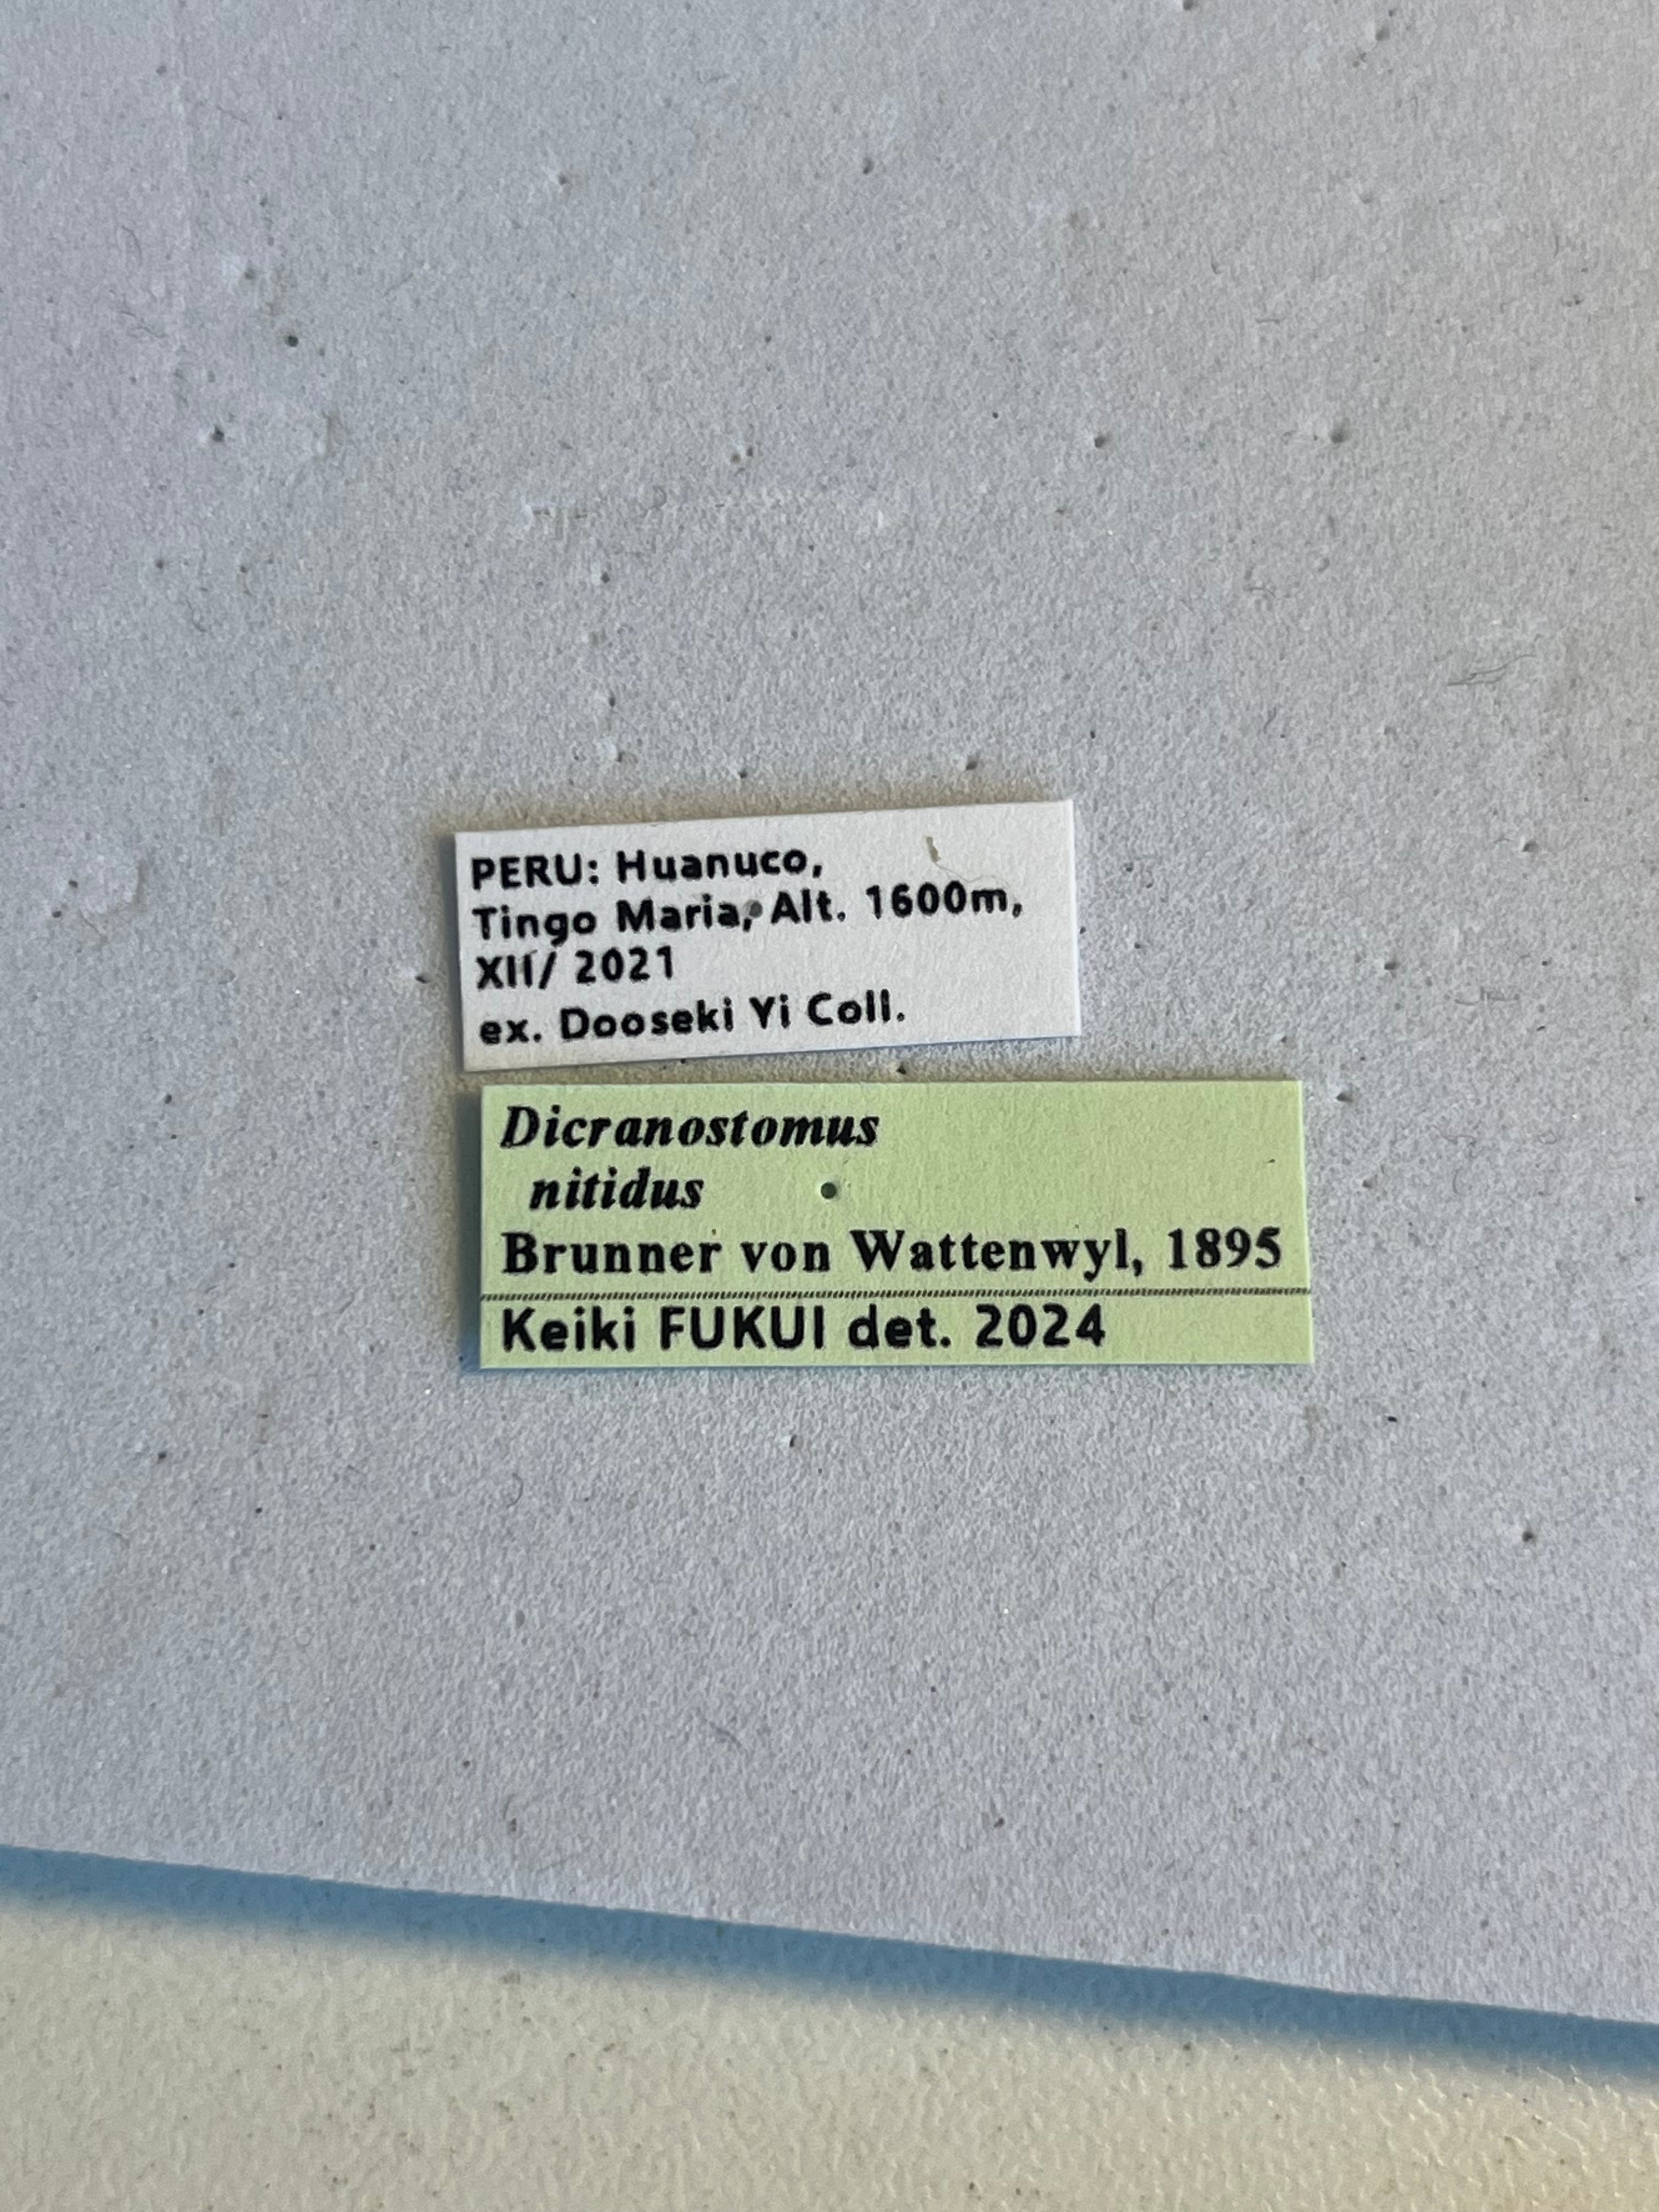 PERU: Huanuco,
Tingo Maria, Alt. 1600m,
XII/ 2021
ex. Dooseki Yi Coll.
Dicranostomus
nitidus
Brunner von Wattenwyl, 1895
Keiki FUKUI det. 2024